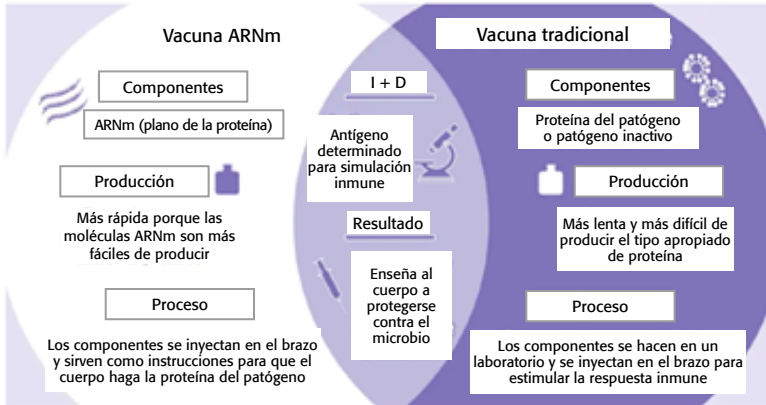 Vacuna ARNm
Componentes
ARNm (plano de la proteína)
Producción
Más rápida porque las
moléculas ARNm son más
fáciles de producir
Proceso
Los componentes se inyectan en el brazo
y sirven como instrucciones para que el
cuerpo haga la proteína del patógeno
I + D
Antígeno
determinado
para simulación
inmune
Resultado
Enseña al
cuerpo a
protegerse
contra el
microbio
Vacuna tradicional
Componentes
Proteína del patógeno
o patógeno inactivo
Producción
Más lenta y más difícil de
producir el tipo apropiado
de proteína
Proceso
Los componentes se hacen en un
laboratorio y se inyectan en el brazo para
estimular la respuesta inmune